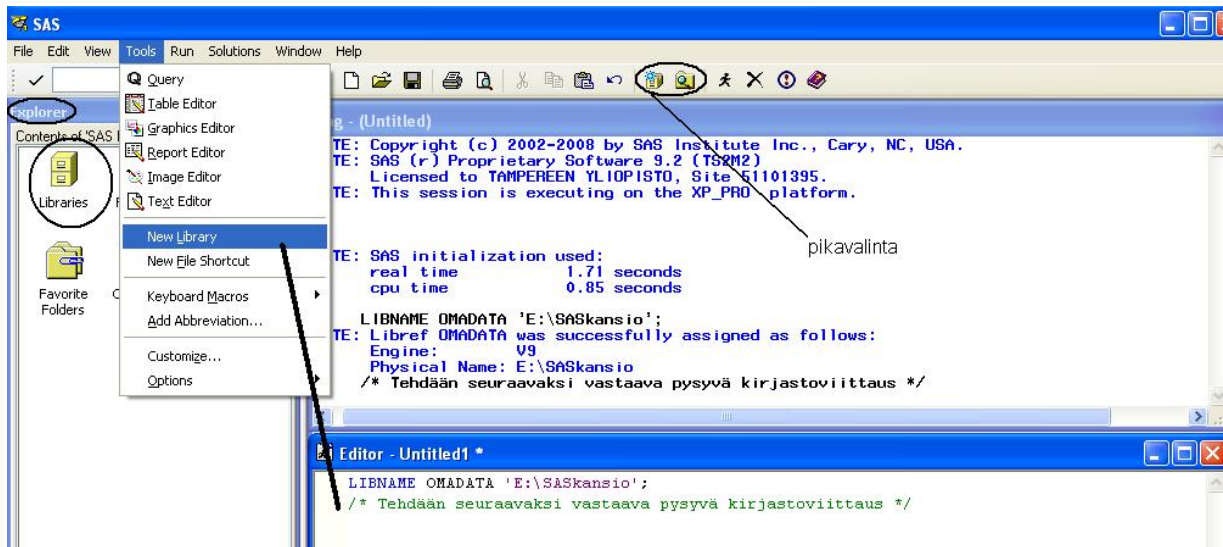 SAS
File Edit View Tools Run Solutions Window Help
Explorer
Contents of 'SAS
Libraries
Favorite
Folders
Query
Table Editor
Graphics Editor
Report Editor
Image Editor
Text Editor
New Library
New File Shortcut
Keyboard Macros
Add Abbreviation...
Customize...
Options
(Untitled)
TE: Copyright (c) 2002-2008 by SAS Institute Inc., Cary, NC, USA.
TE: SAS (r) Proprietary Software 9.2 (TS2M2)
Licensed to TAMPEREEN YLIOPISTO, Site 51101395.
TE: This session is executing on the XP_PRO platform.
TE: SAS initialization used:
real time 1.71 seconds
cpu time 0.85 seconds
LIBNAME OMADATA 'E:\SASkansio';
TE: Libref OMADATA was successfully assigned as follows:
Engine: V9
Physical Name: E:\SASkansio
/* Tehdään seuraavaksi vastaava pysyvä kirjastoviittaus */
pikavalinta
Editor - Untitled1 *
LIBNAME OMADATA 'E:\SASkansio';
/* Tehdään seuraavaksi vastaava pysyvä kirjastoviittaus */